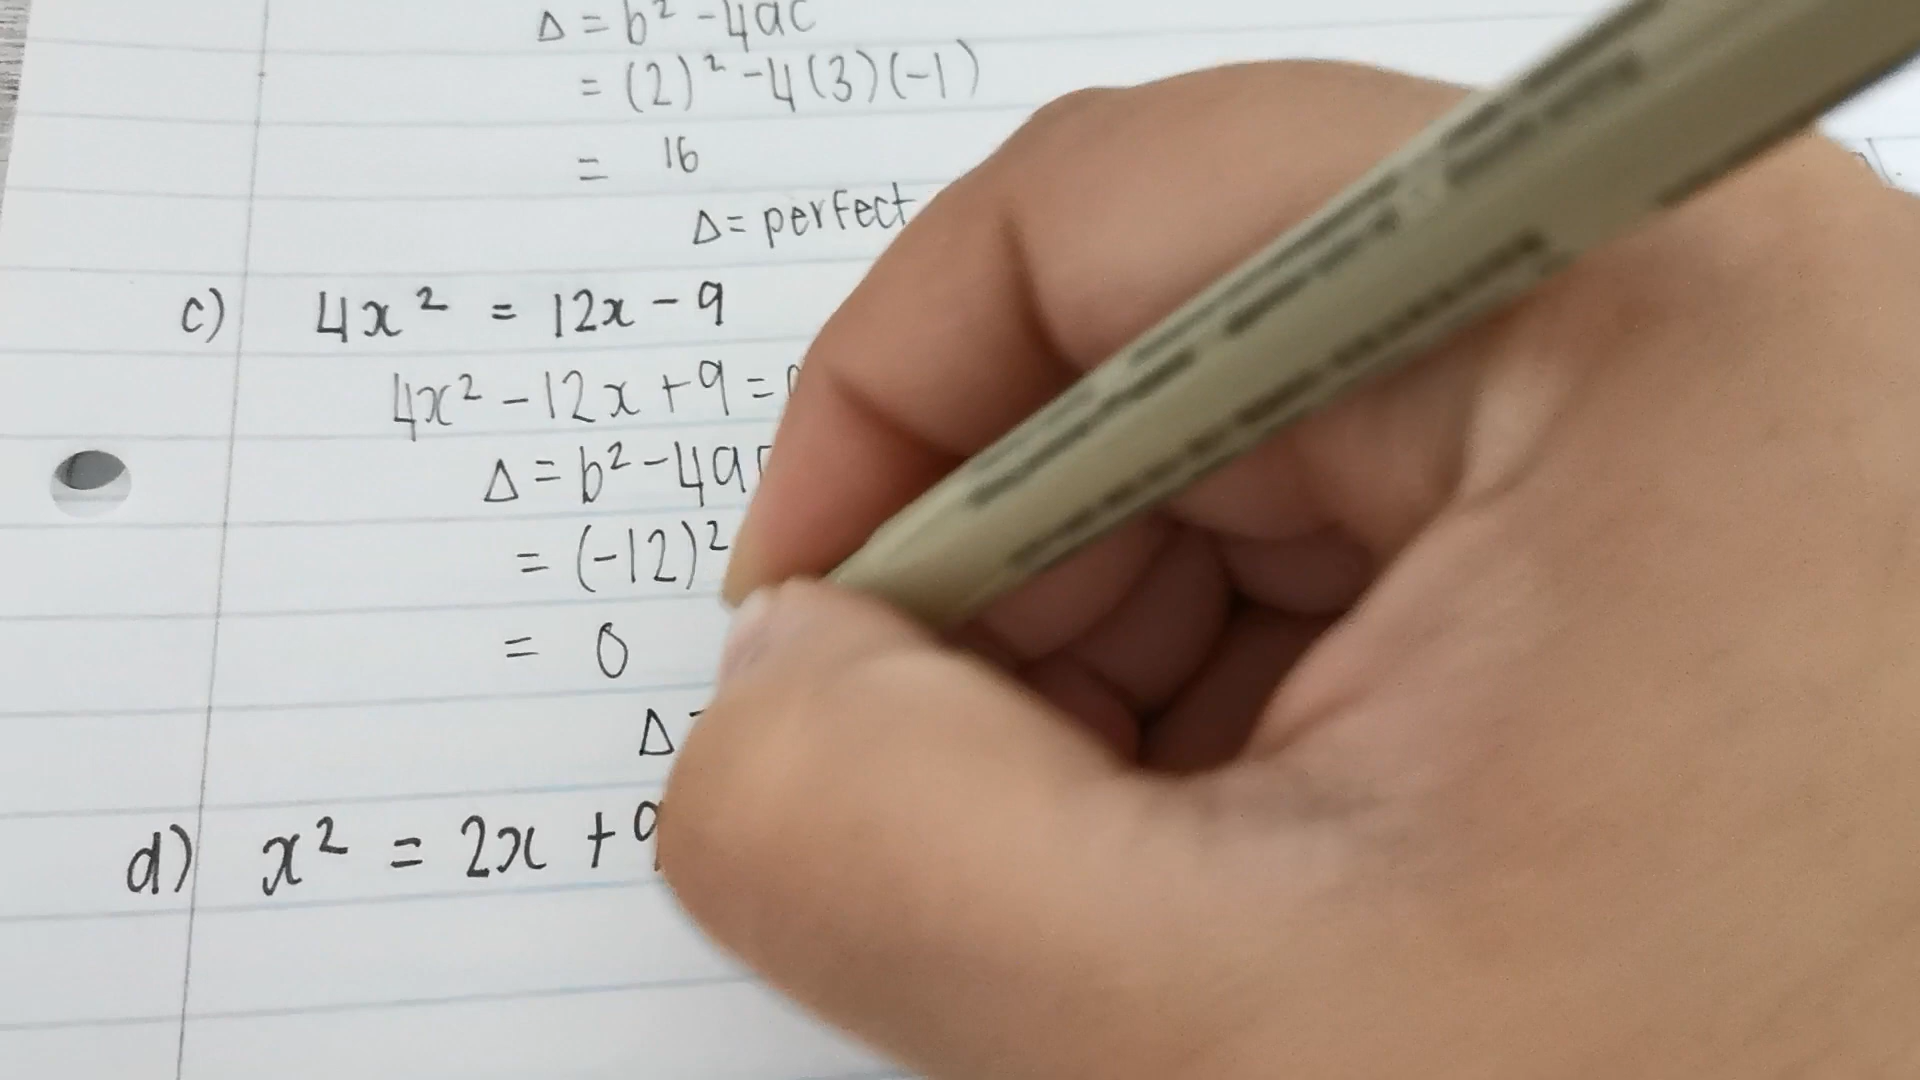 Δ = b² - 4ac
= (2)² - 4(3)(-1)
= 16
Δ = perfect
c) 4x² = 12x - 9
4x² - 12x + 9 =
Δ = b² - 4a
= (-12)²
= 0
Δ
d) x² = 2x + 9